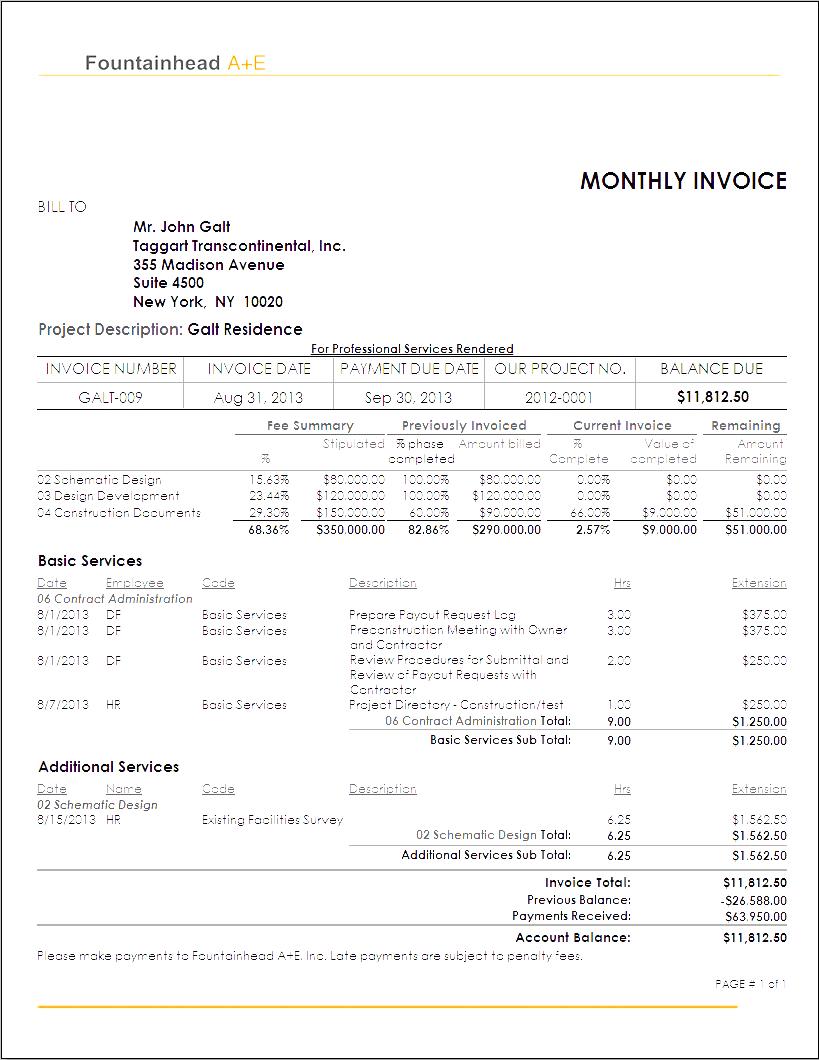 Fountainhead A+E
MONTHLY INVOICE
BILL TO
Mr. John Galt
Taggart Transcontinental, Inc.
355 Madison Avenue
Suite 4500
New York, NY 10020
Project Description: Galt Residence
For Professional Services Rendered
INVOICE NUMBER INVOICE DATE PAYMENT DUE DATE OUR PROJECT NO. BALANCE DUE
GALT-009 Aug 31, 2013 Sep 30, 2013 2012-0001 $11,812.50
Fee Summary Previously Invoiced Current Invoice Remaining
Stipulated % phase Amount billed % Value of Amount
% completed Complete completed Remaining
02 Schematic Design 15.63% $80.000.00 100.00% $80.000.00 0.00% $0.00 $0.00
03 Design Development 23.44% $120.000.00 100.00% $120.000.00 0.00% $0.00 $0.00
04 Construction Documents 29.30% $150.000.00 60.00% $90.000.00 66.00% $9.000.00 $51.000.00
68.36% $350.000.00 82.86% $290.000.00 2.57% $9.000.00 $51.000.00
Basic Services
Date Employee Code Description Hrs Extension
06 Contract Administration
8/1/2013 DF Basic Services Prepare Payout Request Log 3.00 $375.00
8/1/2013 DF Basic Services Preconstruction Meeting with Owner 3.00 $375.00
and Contractor
8/1/2013 DF Basic Services Review Procedures for Submittal and 2.00 $250.00
Review of Payout Requests with
Contractor
8/7/2013 HR Basic Services Project Directory - Construction/test 1.00 $250.00
06 Contract Administration Total: 9.00 $1.250.00
Basic Services Sub Total: 9.00 $1.250.00
Additional Services
Date Name Code Description Hrs Extension
02 Schematic Design
8/15/2013 HR Existing Facilities Survey 6.25 $1.562.50
02 Schematic Design Total: 6.25 $1.562.50
Additional Services Sub Total: 6.25 $1.562.50
Invoice Total: $11,812.50
Previous Balance: -$26.588.00
Payments Received: $63.950.00
Account Balance: $11,812.50
Please make payments to Fountainhead A+E, Inc. Late payments are subject to penalty fees.
PAGE # 1 of 1